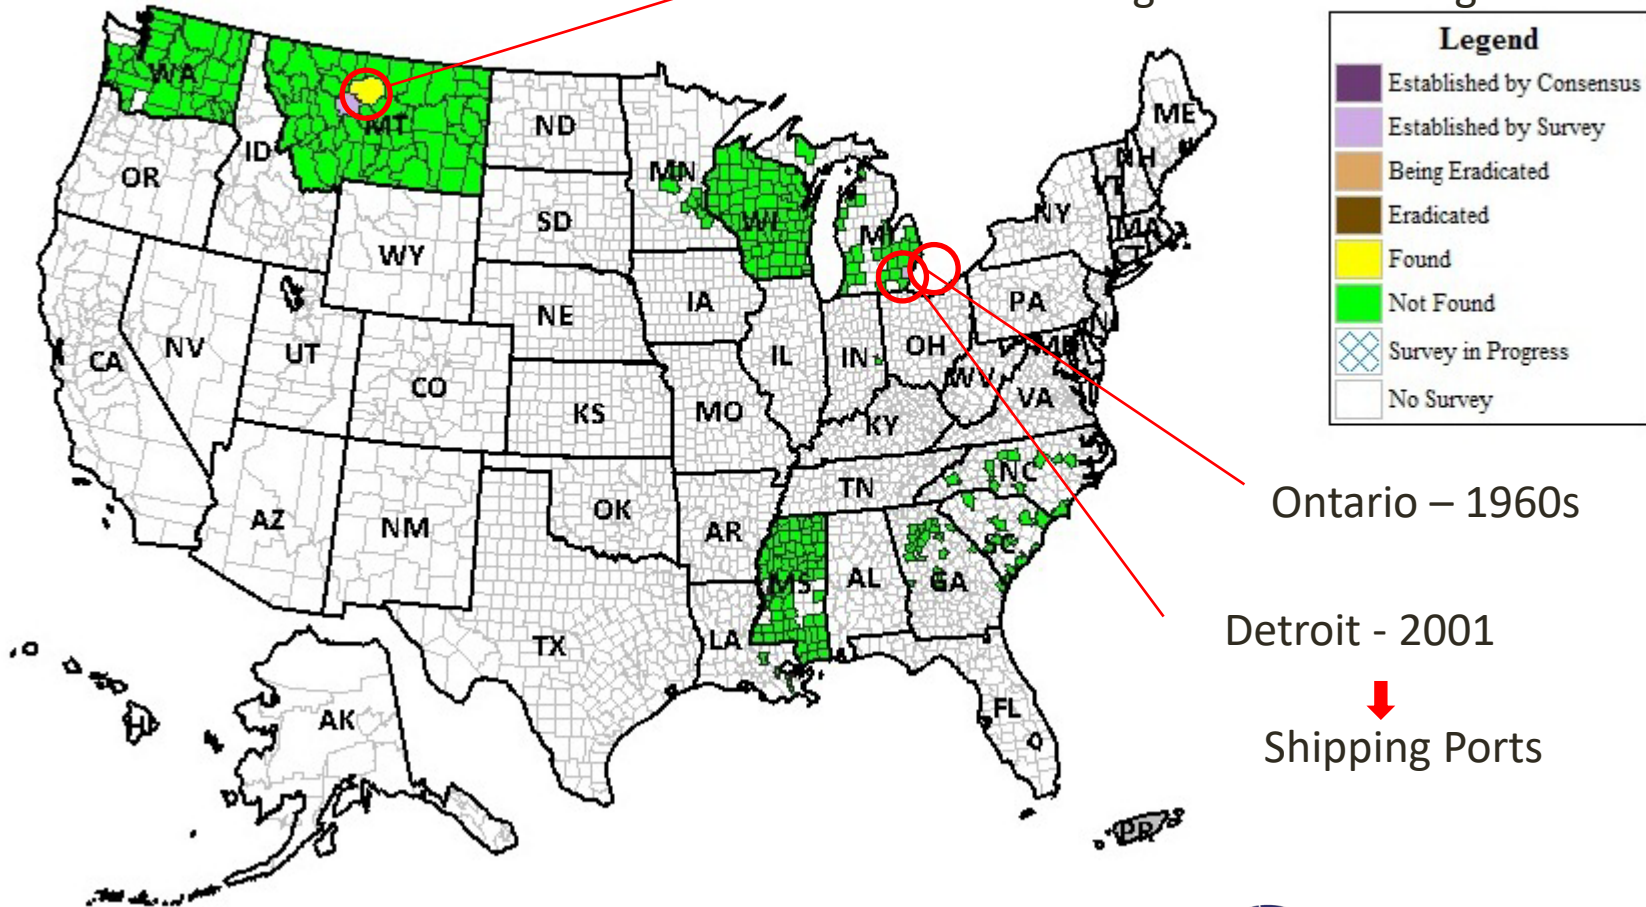 Legend
Established by Consensus
Established by Survey
Being Eradicated
Eradicated
Found
Not Found
Survey in Progress
No Survey
WA
MT
ND
MN
ME
ID
OR
SD
WI
MI
NY
VT
NH
MA
WY
IA
PA
NJ
NE
CA
NV
UT
CO
IL
IN
OH
WV
MD
VA
KS
MO
KY
AZ
NM
OK
AR
TN
NC
SC
MS
AL
GA
TX
LA
FL
AK
HI
PR
Ontario – 1960s
Detroit - 2001
Shipping Ports